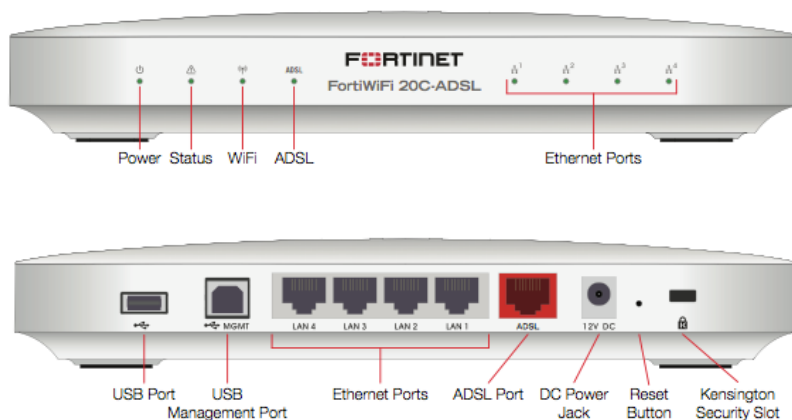 ADSL
FORTINET
FortiWiFi 20C-ADSL
1 2 3 4
Power Status WiFi ADSL
Ethernet Ports
MGMT
LAN 4 LAN 3 LAN 2 LAN 1
ADSL
12V DC
USB Port
USB
Management Port
Ethernet Ports
ADSL Port
DC Power
Jack
Reset
Button
Kensington
Security Slot